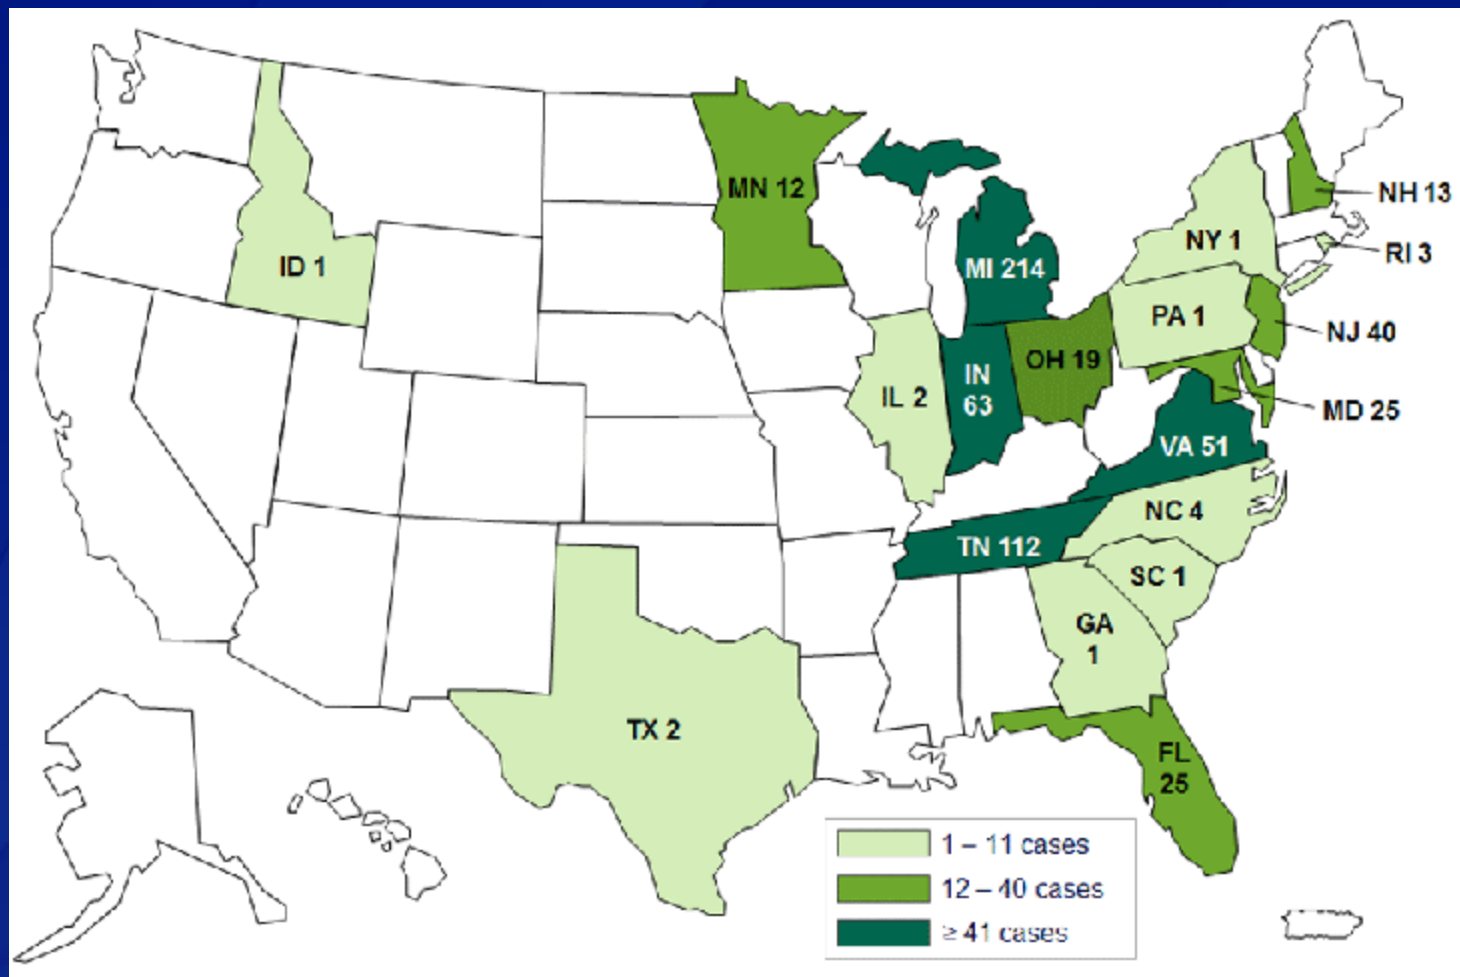 MN 12
NH 13
NY 1
RI 3
ID 1
MI 214
PA 1
NJ 40
OH 19
IN
63
IL 2
MD 25
VA 51
NC 4
TN 112
SC 1
GA
1
TX 2
FL
25
1 – 11 cases
12 – 40 cases
≥ 41 cases